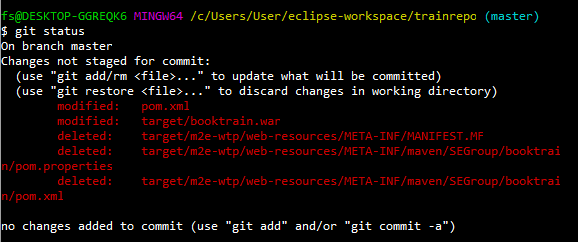 fs@DESKTOP-GGREQK6 MINGW64 /c/Users/User/eclipse-workspace/trainrepo (master)
$ git status
On branch master
Changes not staged for commit:
  (use "git add/rm <file>..." to update what will be committed)
  (use "git restore <file>..." to discard changes in working directory)
        modified:   pom.xml
        modified:   target/booktrain.war
        deleted:    target/m2e-wtp/web-resources/META-INF/MANIFEST.MF
        deleted:    target/m2e-wtp/web-resources/META-INF/maven/SEGroup/booktrai
n/pom.properties
        deleted:    target/m2e-wtp/web-resources/META-INF/maven/SEGroup/booktrai
n/pom.xml
no changes added to commit (use "git add" and/or "git commit -a")